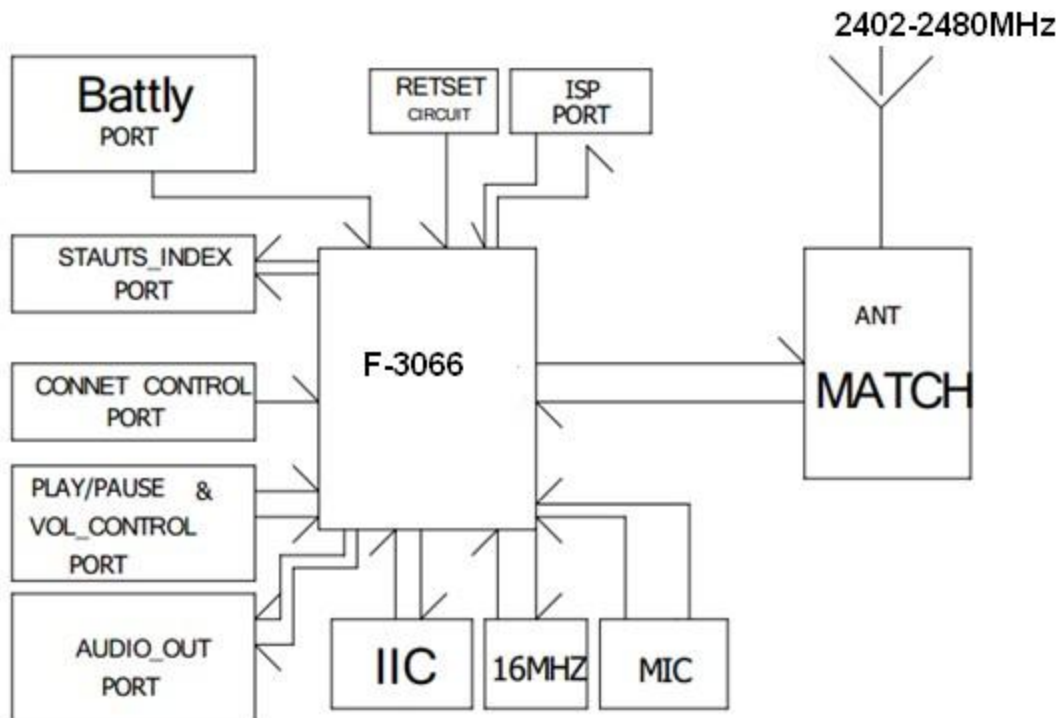 2402-2480MHz
Battly
PORT
RETSET
CIRCUIT
ISP
PORT
STAUTS_INDEX
PORT
F-3066
ANT
MATCH
CONNET CONTROL
PORT
PLAY/PAUSE &
VOL_CONTROL
PORT
AUDIO_OUT
PORT
IIC
16MHZ
MIC